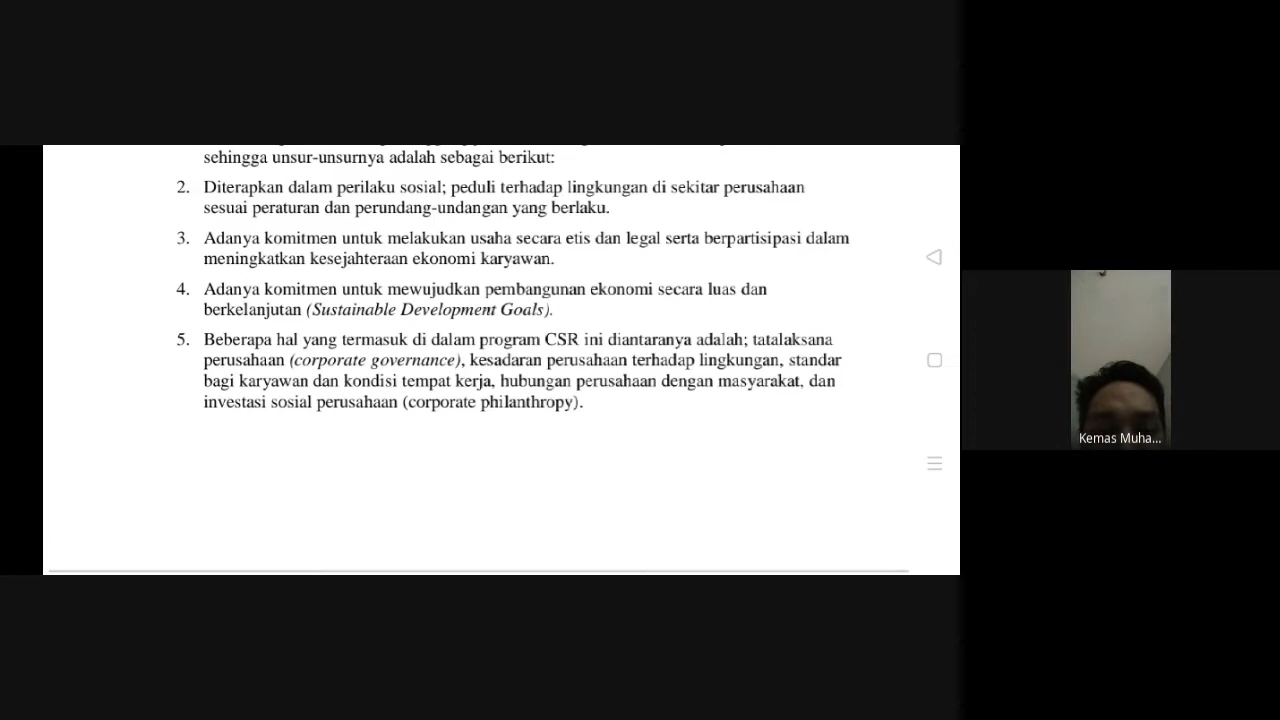 sehingga unsur-unsurnya adalah sebagai berikut:
2. Diterapkan dalam perilaku sosial; peduli terhadap lingkungan di sekitar perusahaan
sesuai peraturan dan perundang-undangan yang berlaku.
3. Adanya komitmen untuk melakukan usaha secara etis dan legal serta berpartisipasi dalam
meningkatkan kesejahteraan ekonomi karyawan.
4. Adanya komitmen untuk mewujudkan pembangunan ekonomi secara luas dan
berkelanjutan (Sustainable Development Goals).
5. Beberapa hal yang termasuk di dalam program CSR ini diantaranya adalah; tatalaksana
perusahaan (corporate governance), kesadaran perusahaan terhadap lingkungan, standar
bagi karyawan dan kondisi tempat kerja, hubungan perusahaan dengan masyarakat, dan
investasi sosial perusahaan (corporate philanthropy).
Kemas Muha...